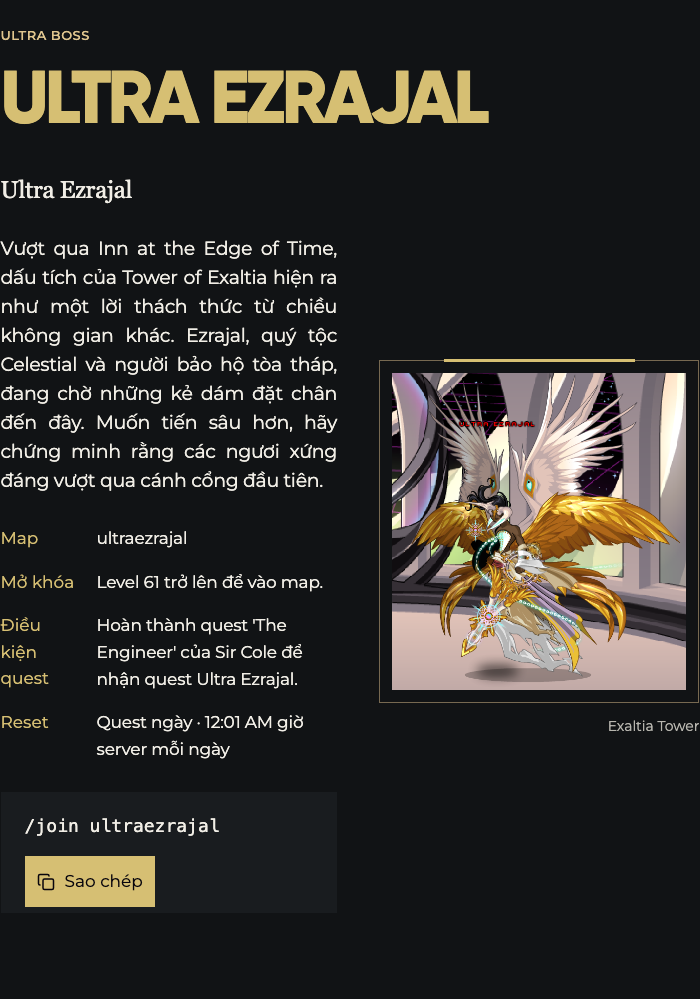 ULTRA BOSS
ULTRA EZRAJAL
Ultra Ezrajal
Vượt qua Inn at the Edge of Time,
dấu tích của Tower of Exaltia hiện ra
như một lời thách thức từ chiều
không gian khác. Ezrajal, quý tộc
Celestial và người bảo hộ tòa tháp,
đang chờ những kẻ dám đặt chân
đến đây. Muốn tiến sâu hơn, hãy
chứng minh rằng các ngươi xứng
đáng vượt qua cánh cổng đầu tiên.
Map ultraezrajal
Mở khóa Level 61 trở lên để vào map.
Điều kiện quest Hoàn thành quest 'The
Engineer' của Sir Cole để
nhận quest Ultra Ezrajal.
Reset Quest ngày · 12:01 AM giờ
server mỗi ngày
/join ultraezrajal
Sao chép
ULTRA EZRAJAL
Exaltia Tower